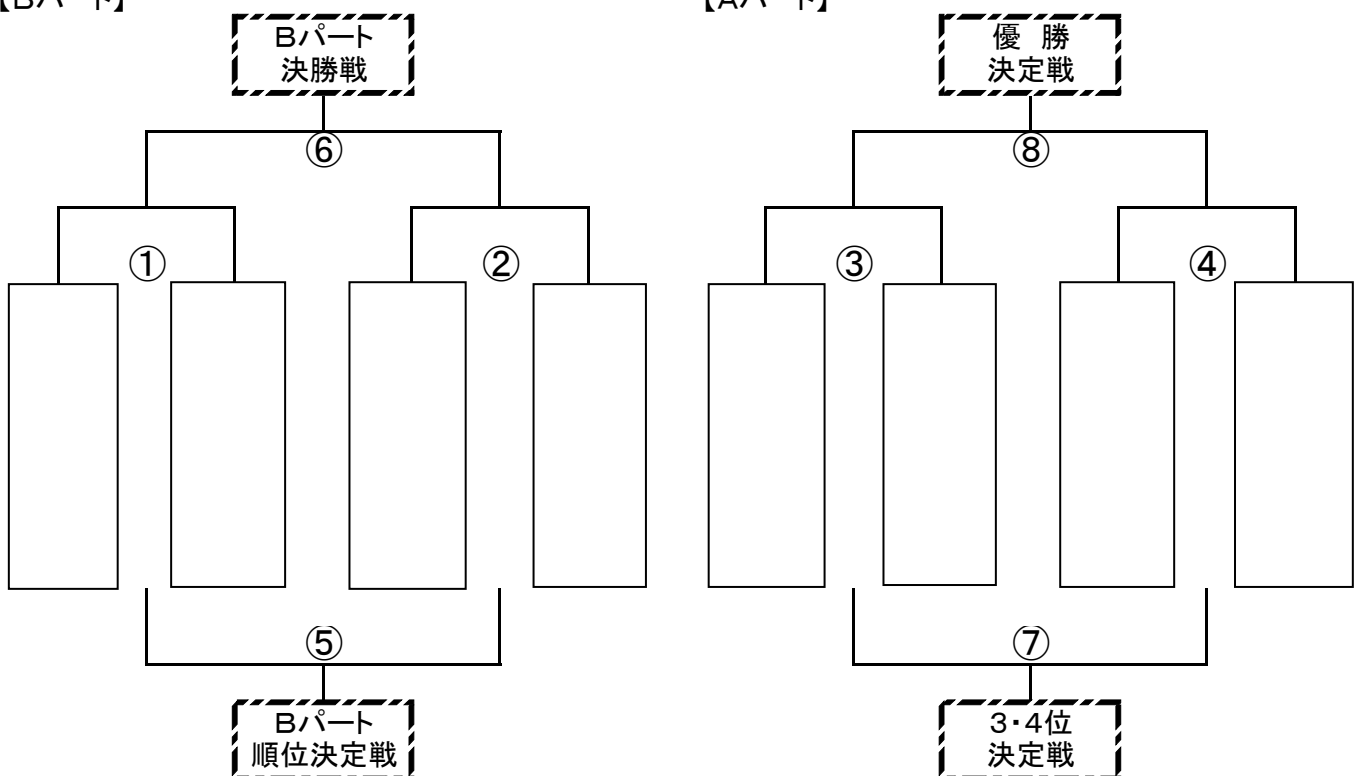 【Bパート】
【Aパート】
Bパート
決勝戦
優 勝
決定戦
⑥
⑧
①
②
③
④
⑤
⑦
Bパート
順位決定戦
3・4位
決定戦